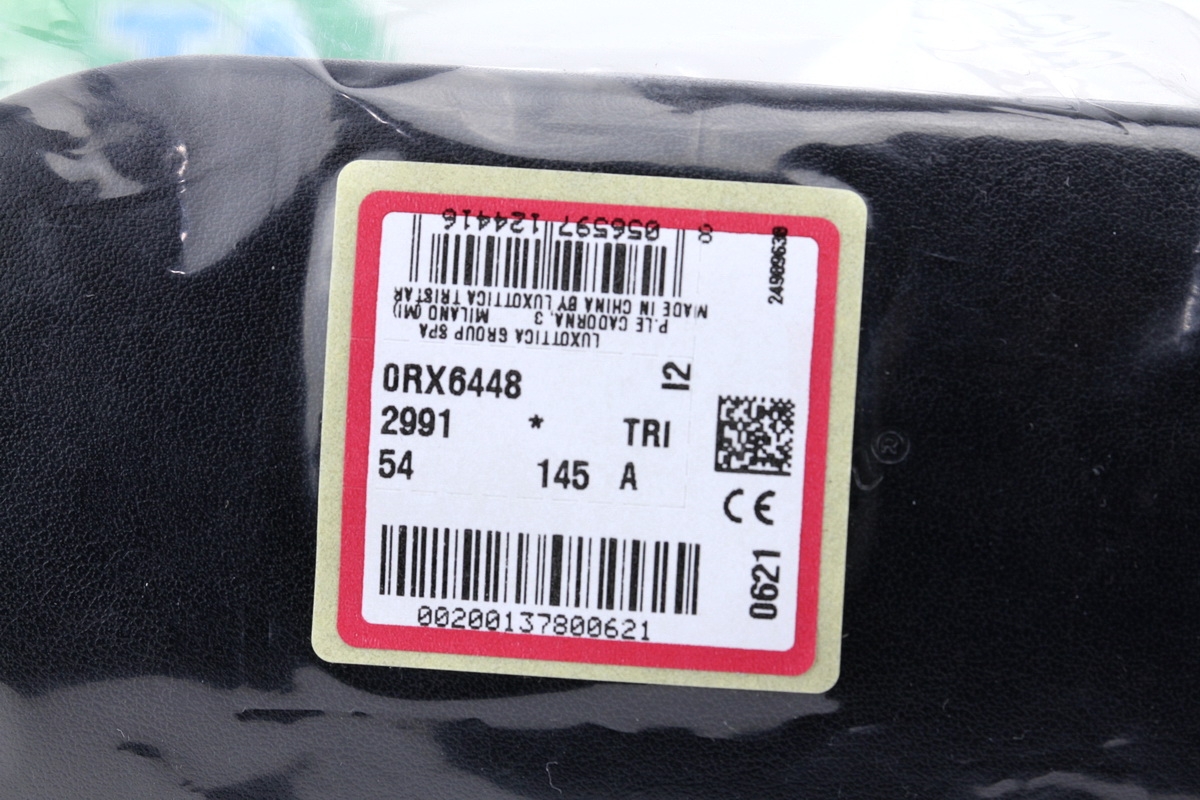 8 056597 124416
MADE IN CHINA BY LUXOTTICA TRISTAR
P.LE CADORNA, 3 MILANO (MI)
LUXOTTICA GROUP SPA
0RX6448 I2
2991 * TRI
54 145 A
CE
0621
00200137800621
®